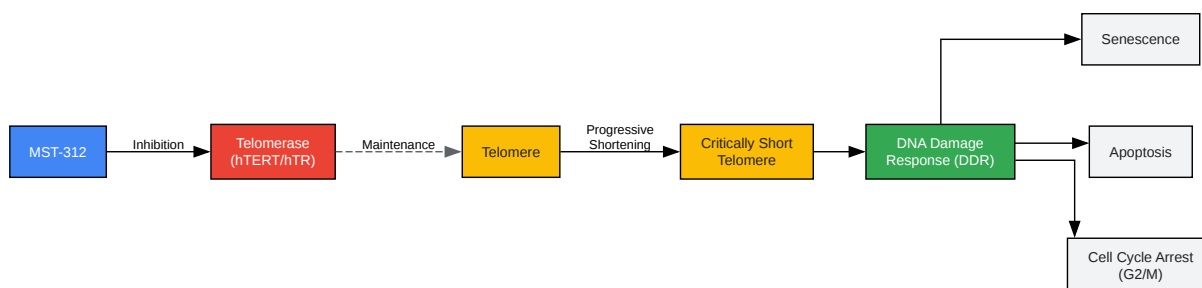 MST-312
Inhibition
Telomerase
(hTERT/hTR)
Maintenance
Telomere
Progressive
Shortening
Critically Short
Telomere
DNA Damage
Response (DDR)
Senescence
Apoptosis
Cell Cycle Arrest
(G2/M)